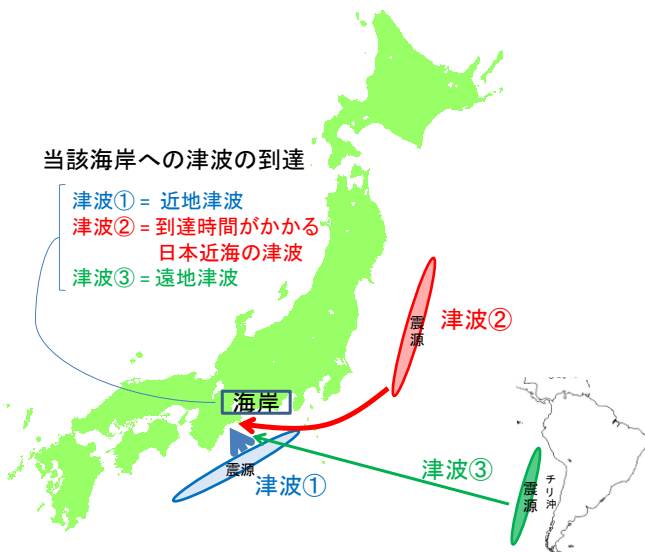 当該海岸への津波の到達
津波①= 近地津波
津波②=到達時間がかかる
日本近海の津波
津波③=遠地津波
震源
津波②
海岸
震源
津波①
津波③
震源
チリ沖